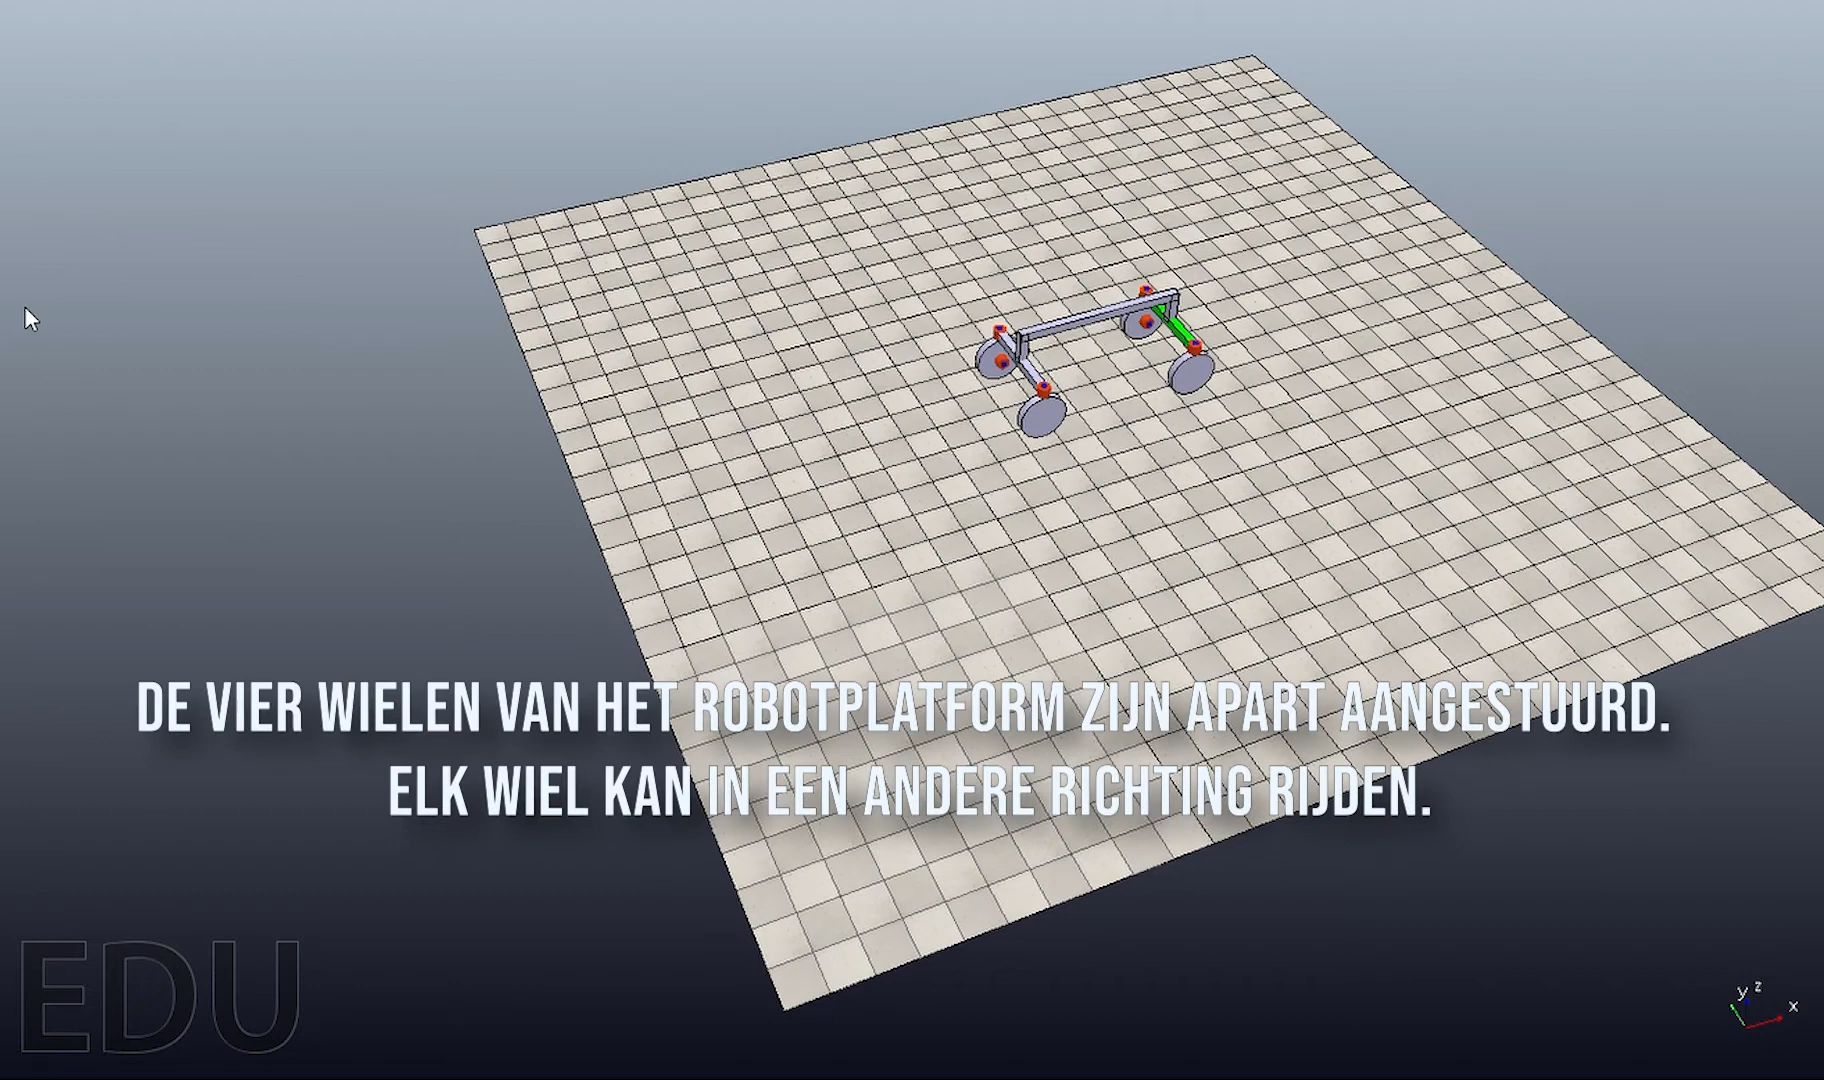 DE VIER WIELEN VAN HET ROBOTPLATFORM ZIJN APART AANGESTUURD.
ELK WIEL KAN IN EEN ANDERE RICHTING RIJDEN.
EDU
y z x